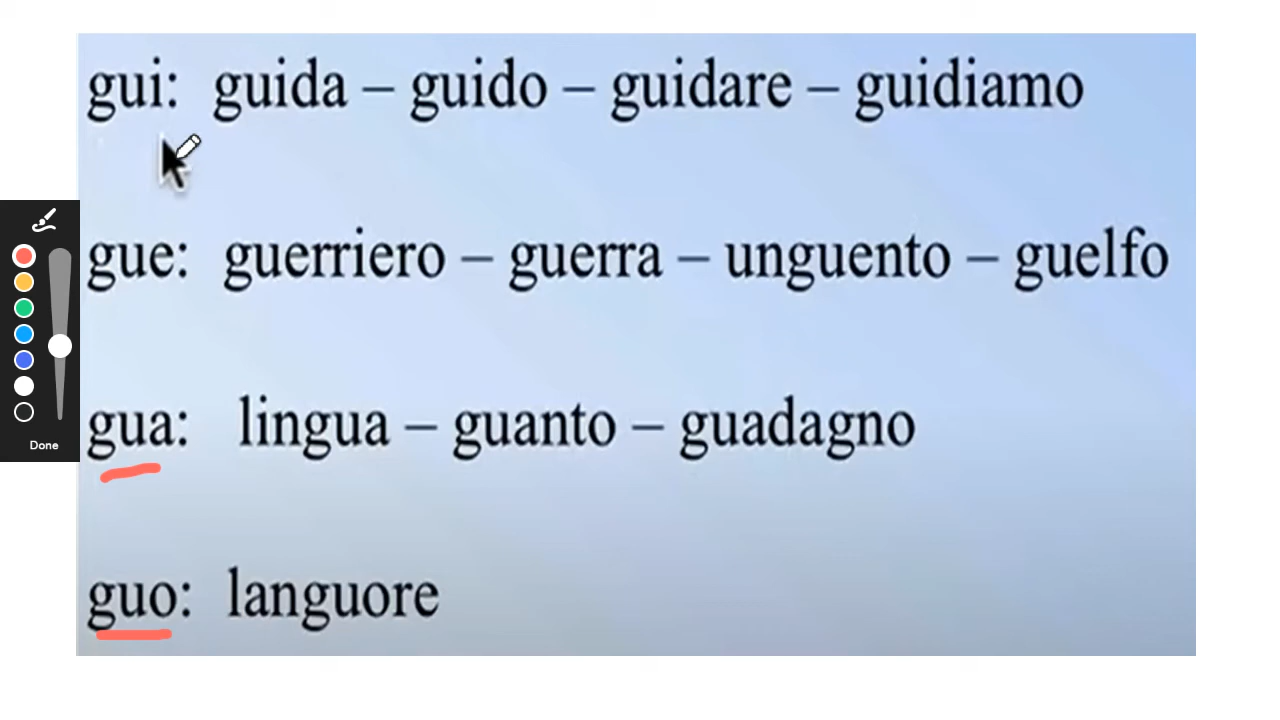 gui: guida – guido – guidare – guidiamo
gue: guerriero – guerra – unguento – guelfo
gua: lingua – guanto – guadagno
guo: languore
Done